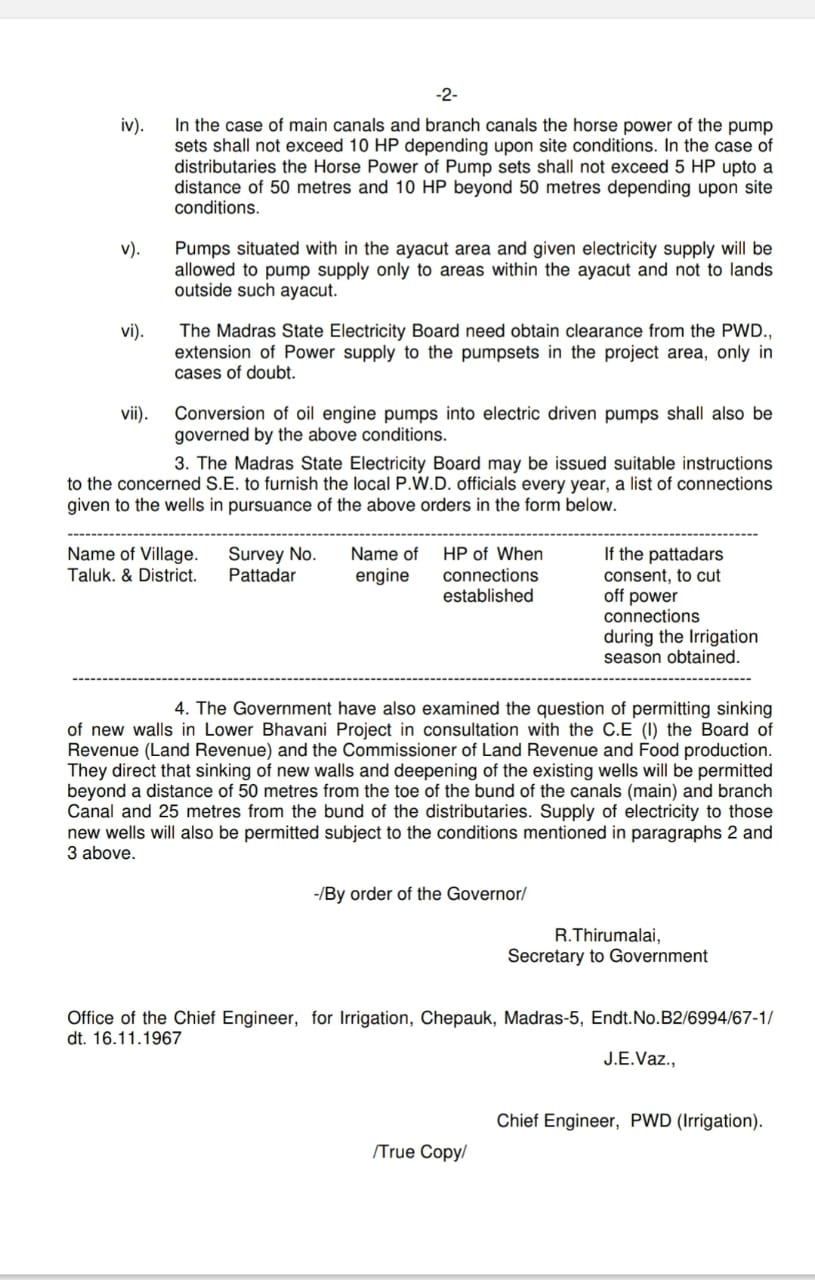 -2-
iv). In the case of main canals and branch canals the horse power of the pump
sets shall not exceed 10 HP depending upon site conditions. In the case of
distributaries the Horse Power of Pump sets shall not exceed 5 HP upto a
distance of 50 metres and 10 HP beyond 50 metres depending upon site
conditions.
v). Pumps situated with in the ayacut area and given electricity supply will be
allowed to pump supply only to areas within the ayacut and not to lands
outside such ayacut.
vi). The Madras State Electricity Board need obtain clearance from the PWD.,
extension of Power supply to the pumpsets in the project area, only in
cases of doubt.
vii). Conversion of oil engine pumps into electric driven pumps shall also be
governed by the above conditions.
3. The Madras State Electricity Board may be issued suitable instructions
to the concerned S.E. to furnish the local P.W.D. officials every year, a list of connections
given to the wells in pursuance of the above orders in the form below.
Name of Village. Survey No. Name of HP of When If the pattadars
Taluk. & District. Pattadar engine connections consent, to cut
established off power
connections
during the Irrigation
season obtained.
4. The Government have also examined the question of permitting sinking
of new walls in Lower Bhavani Project in consultation with the C.E (I) the Board of
Revenue (Land Revenue) and the Commissioner of Land Revenue and Food production.
They direct that sinking of new walls and deepening of the existing wells will be permitted
beyond a distance of 50 metres from the toe of the bund of the canals (main) and branch
Canal and 25 metres from the bund of the distributaries. Supply of electricity to those
new wells will also be permitted subject to the conditions mentioned in paragraphs 2 and
3 above.
-/By order of the Governor/
R.Thirumalai,
Secretary to Government
Office of the Chief Engineer, for Irrigation, Chepauk, Madras-5, Endt.No.B2/6994/67-1/
dt. 16.11.1967
J.E.Vaz.,
Chief Engineer, PWD (Irrigation).
/True Copy/